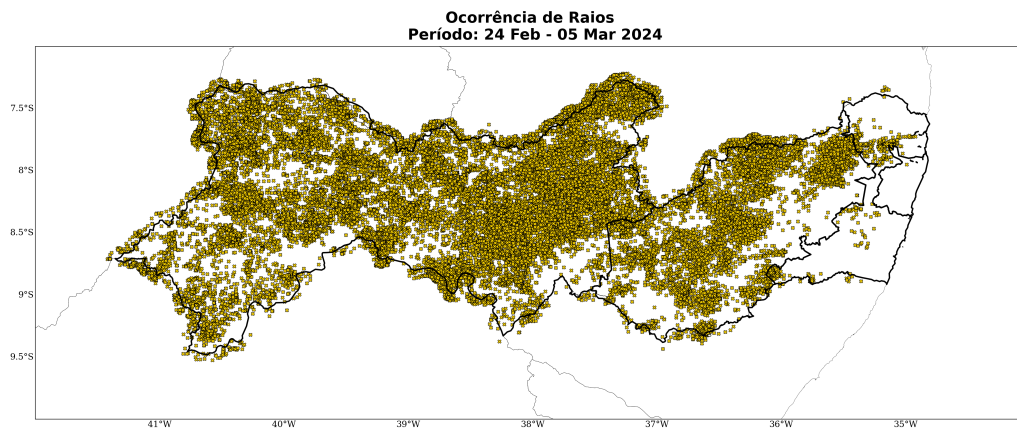 Ocorrência de Raios
Período: 24 Feb - 05 Mar 2024
7.5°S
8°S
8.5°S
9°S
9.5°S
41°W 40°W 39°W 38°W 37°W 36°W 35°W